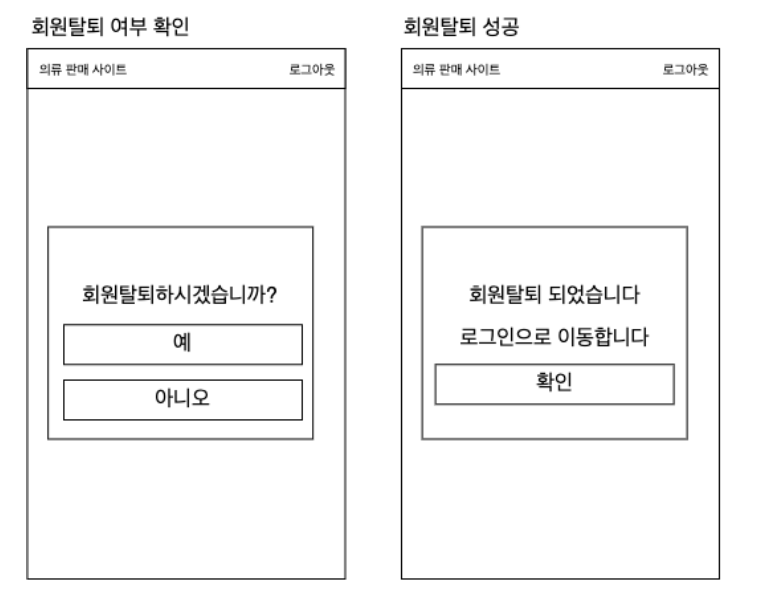 회원탈퇴 여부 확인
의류 판매 사이트 로그아웃
회원탈퇴하시겠습니까?
예
아니오
회원탈퇴 성공
의류 판매 사이트 로그아웃
회원탈퇴 되었습니다
로그인으로 이동합니다
확인